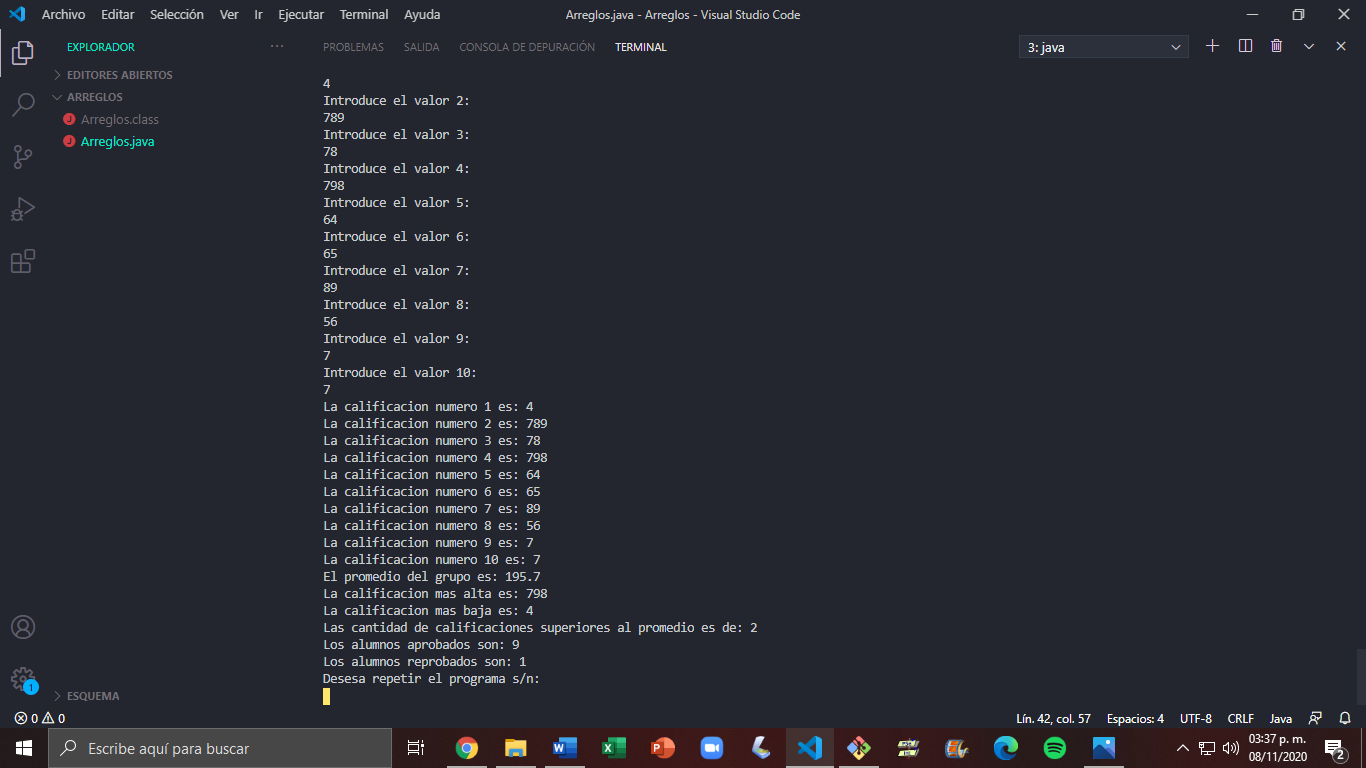 Archivo Editar Selección Ver Ir Ejecutar Terminal Ayuda
Arreglos.java - Arreglos - Visual Studio Code
EXPLORADOR
EDITORES ABIERTOS
ARREGLOS
Arreglos.class
Arreglos.java
ESQUEMA
PROBLEMAS SALIDA CONSOLA DE DEPURACIÓN TERMINAL
3: java
4
Introduce el valor 2:
789
Introduce el valor 3:
78
Introduce el valor 4:
798
Introduce el valor 5:
64
Introduce el valor 6:
65
Introduce el valor 7:
89
Introduce el valor 8:
56
Introduce el valor 9:
7
Introduce el valor 10:
7
La calificacion numero 1 es: 4
La calificacion numero 2 es: 789
La calificacion numero 3 es: 78
La calificacion numero 4 es: 798
La calificacion numero 5 es: 64
La calificacion numero 6 es: 65
La calificacion numero 7 es: 89
La calificacion numero 8 es: 56
La calificacion numero 9 es: 7
La calificacion numero 10 es: 7
El promedio del grupo es: 195.7
La calificacion mas alta es: 798
La calificacion mas baja es: 4
Las cantidad de calificaciones superiores al promedio es de: 2
Los alumnos aprobados son: 9
Los alumnos reprobados son: 1
Desesa repetir el programa s/n:
1
0 0
Lín. 42, col. 57 Espacios: 4 UTF-8 CRLF Java
Escribe aquí para buscar
03:37 p. m.
08/11/2020
2